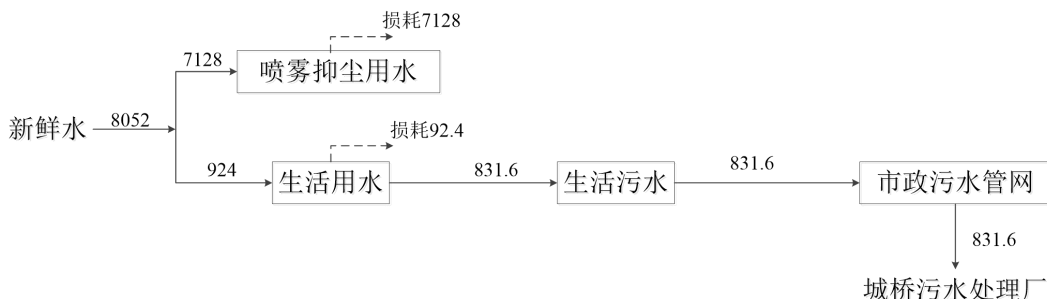 损耗7128
7128
喷雾抑尘用水
新鲜水
8052
损耗92.4
924
生活用水
831.6
生活污水
831.6
市政污水管网
831.6
城桥污水处理厂